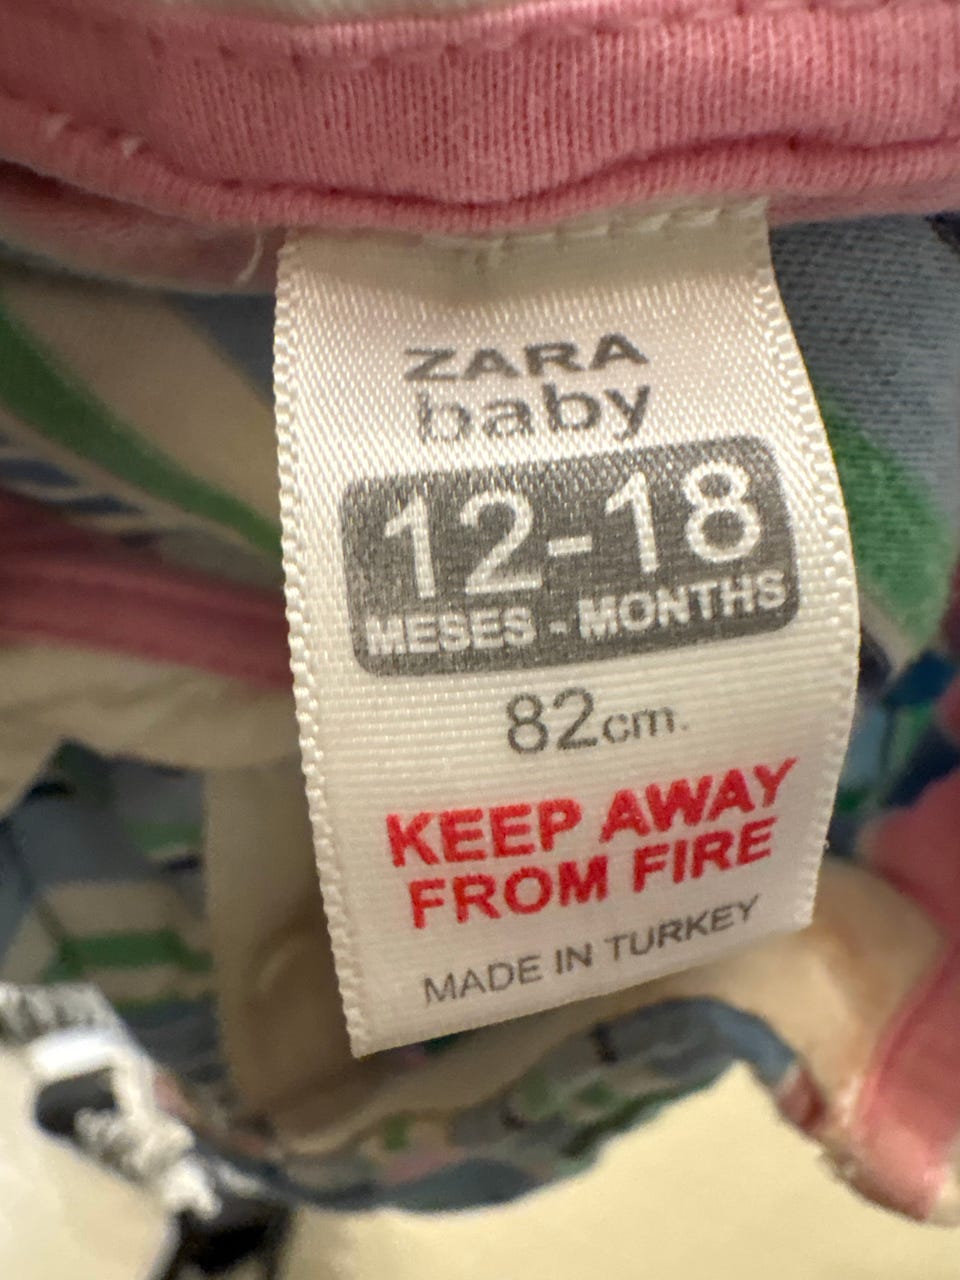 ZARA
baby
12-18
MESES - MONTHS
82cm.
KEEP AWAY
FROM FIRE
MADE IN TURKEY